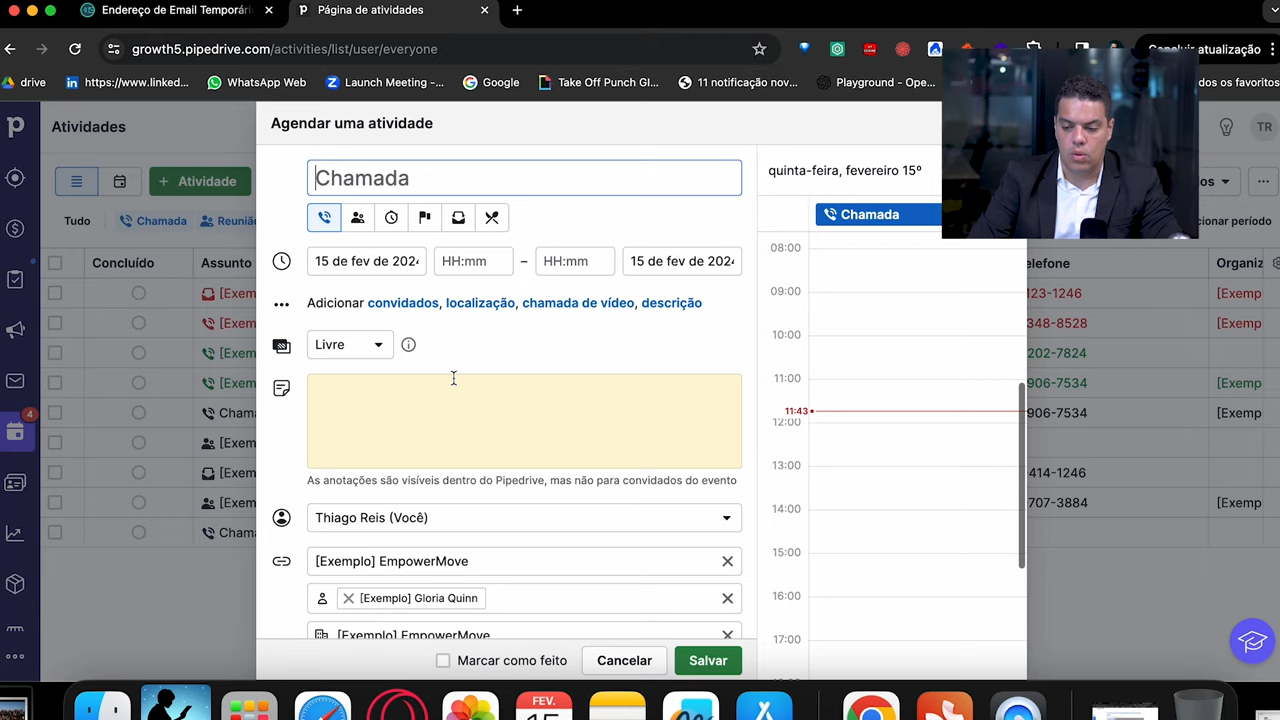 Endereço de Email Temporári
Página de atividades
growth5.pipedrive.com/activities/list/user/everyone
Concluir atualização
drive
https://www.linked...
WhatsApp Web
Launch Meeting -...
Google
Take Off Punch Gl...
11 notificação nov...
Playground - Ope...
dos os favoritos
Atividades
Agendar uma atividade
TR
+ Atividade
Chamada
quinta-feira, fevereiro 15º
os
Tudo
Chamada
Reuniã
Chamada
cionar período
Concluído
Assunto
15 de fev de 2024
HH:mm
–
HH:mm
15 de fev de 2024
08:00
09:00
10:00
11:00
11:43
12:00
13:00
14:00
15:00
16:00
17:00
elefone
Organiz
[Exem
[Exem
[Exem
[Exem
Cham
[Exem
[Exem
[Exem
Cham
Adicionar convidados, localização, chamada de vídeo, descrição
Livre
As anotações são visíveis dentro do Pipedrive, mas não para convidados do evento
Thiago Reis (Você)
[Exemplo] EmpowerMove
[Exemplo] Gloria Quinn
[Exemplo] EmpowerMove
Marcar como feito
Cancelar
Salvar
123-1246
[Exemp
348-8528
[Exemp
202-7824
906-7534
[Exemp
906-7534
[Exemp
414-1246
707-3884
[Exemp
4
FEV.
15